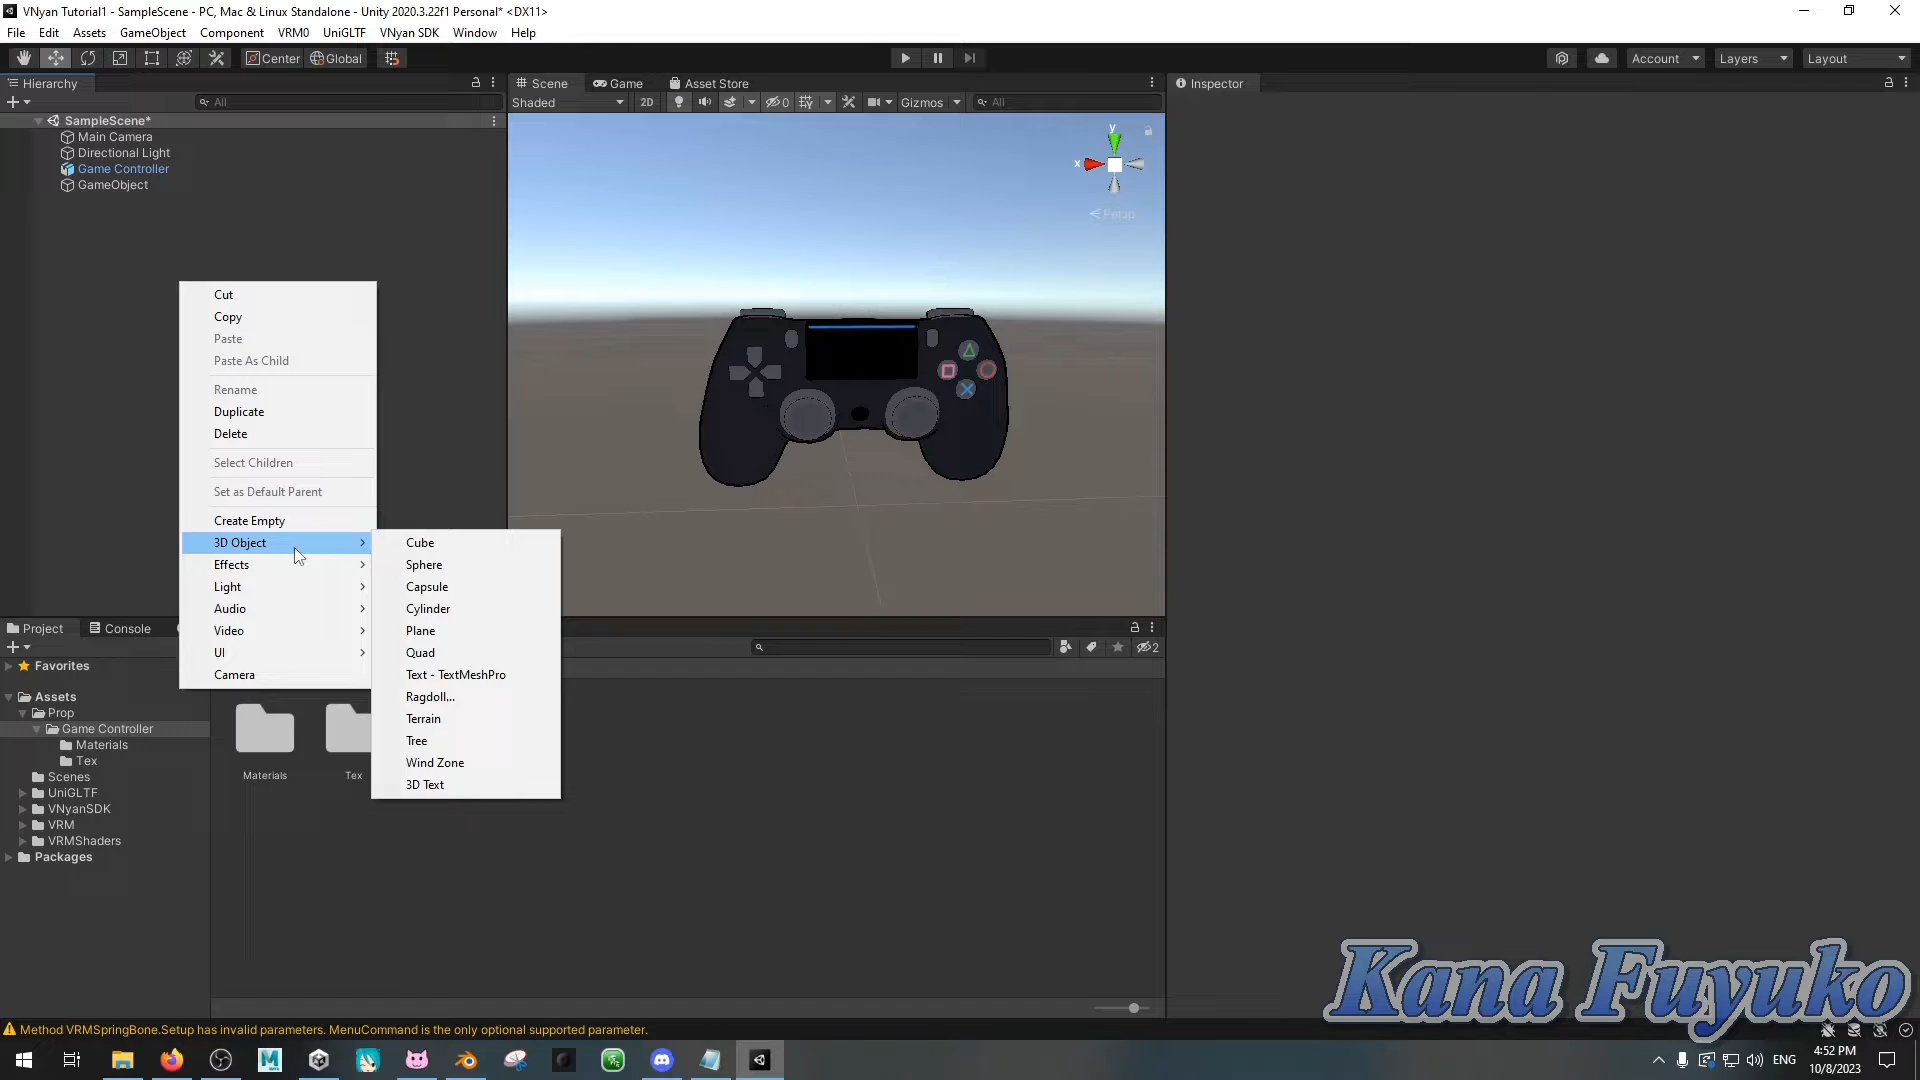 VNyan Tutorial1 - SampleScene - PC, Mac & Linux Standalone - Unity 2020.3.22f1 Personal* <DX11>
File Edit Assets GameObject Component VRM0 UniGLTF VNyan SDK Window Help
Center Global Account Layers Layout
Hierarchy Scene Game Asset Store Inspector
All Shaded 2D 0 Gizmos All
SampleScene*
Main Camera
Directional Light
Game Controller
GameObject
y
x
Persp
Cut
Copy
Paste
Paste As Child
Rename
Duplicate
Delete
Select Children
Set as Default Parent
Create Empty
3D Object
Effects
Light
Audio
Video
UI
Camera
Cube
Sphere
Capsule
Cylinder
Plane
Quad
Text - TextMeshPro
Ragdoll...
Terrain
Tree
Wind Zone
3D Text
Project Console
2
Favorites
Assets
Prop
Game Controller
Materials
Tex
Scenes
UniGLTF
VNyanSDK
VRM
VRMShaders
Packages
Materials Tex
Kana Fuyuko
Method VRMSpringBone.Setup has invalid parameters. MenuCommand is the only optional supported parameter.
ENG
4:52 PM
10/8/2023